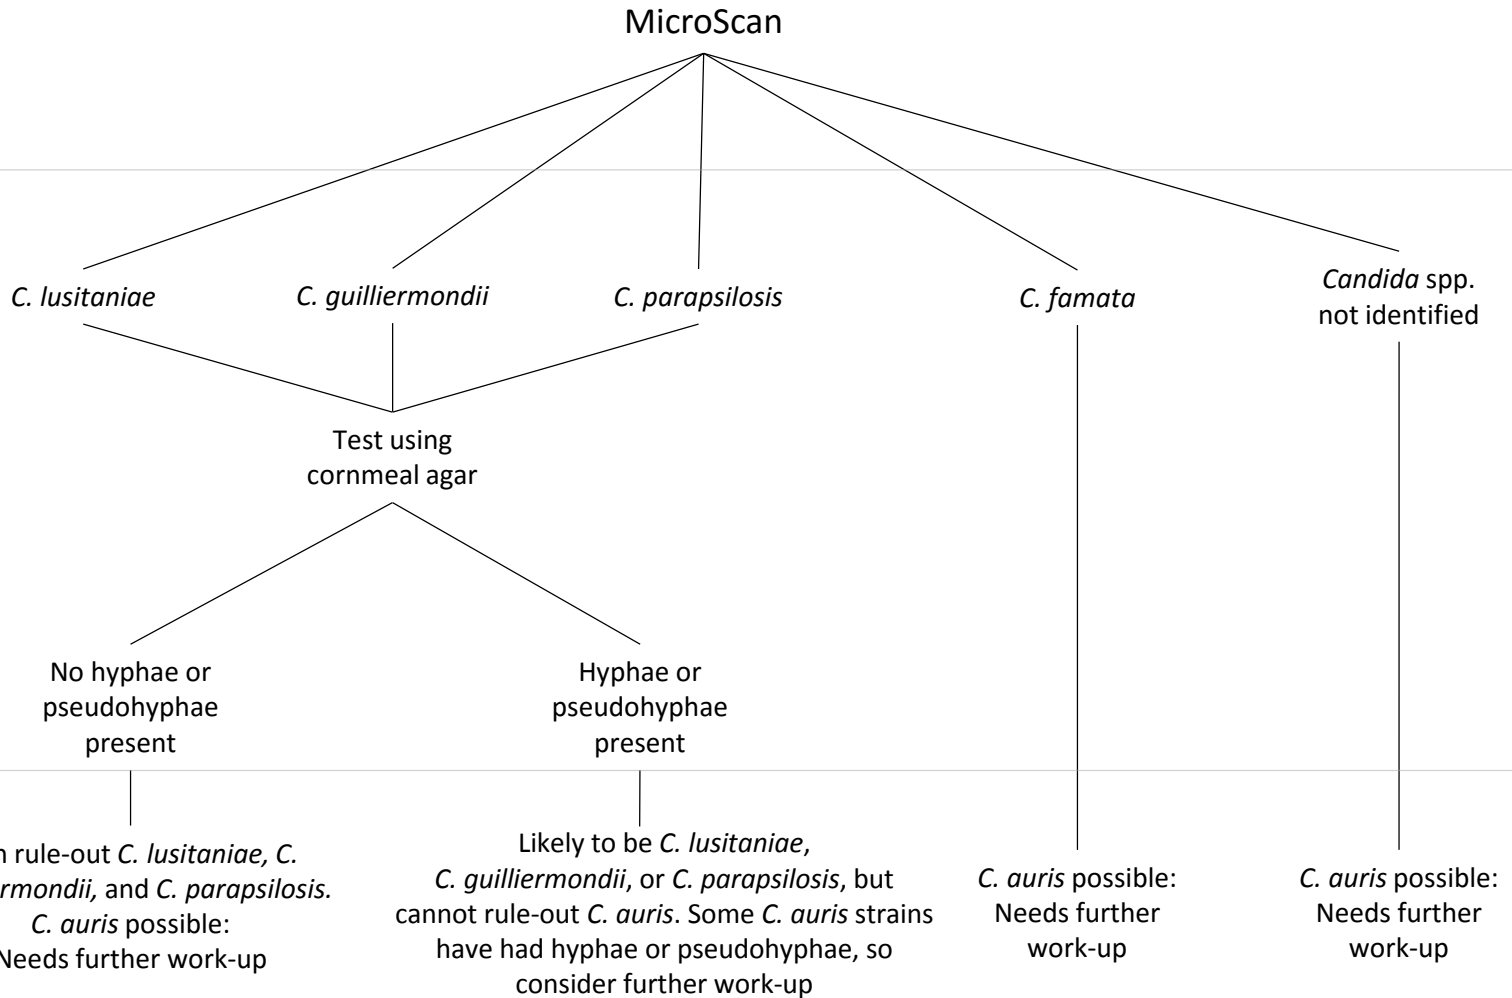 MicroScan
C. lusitaniae
C. guilliermondii
C. parapsilosis
C. famata
Candida spp.
not identified
Test using
cornmeal agar
No hyphae or
pseudohyphae
present
Hyphae or
pseudohyphae
present
rule-out C. lusitaniae, C.
and C. parapsilosis.
C. auris possible:
Needs further work-up
Likely to be C. lusitaniae,
C. guilliermondii, or C. parapsilosis, but
cannot rule-out C. auris. Some C. auris strains
have had hyphae or pseudohyphae, so
consider further work-up
C. auris possible:
Needs further
work-up
C. auris possible:
Needs further
work-up